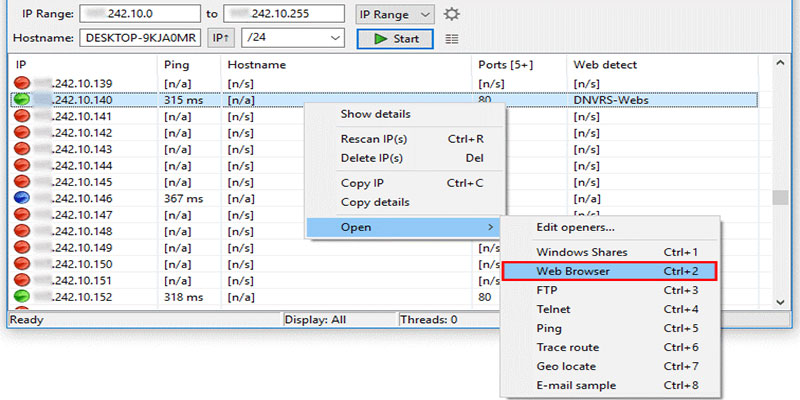 IP Range: .242.10.0 to .242.10.255 IP Range
Hostname: DESKTOP-9KJA0MR IP↑ /24 Start
IP Ping Hostname Ports [5+] Web detect
.242.10.139 [n/a] [n/s] [n/s] [n/s]
.242.10.140 315 ms [n/a] 80 DNVRS-Webs
.242.10.141 [n/a] [n/s]
.242.10.142 [n/a] [n/s]
.242.10.143 [n/a] [n/s]
.242.10.144 [n/a] [n/s]
.242.10.145 [n/a] [n/s]
.242.10.146 367 ms [n/a]
.242.10.147 [n/a] [n/s]
.242.10.148 [n/a] [n/s]
.242.10.149 [n/a] [n/s] [n/s]
.242.10.150 [n/a] [n/s] [n/s]
.242.10.151 [n/a] [n/s] [n/s]
.242.10.152 318 ms [n/a] 80
Show details
Rescan IP(s) Ctrl+R
Delete IP(s) Del
Copy IP Ctrl+C
Copy details
Open
Edit openers...
Windows Shares Ctrl+1
Web Browser Ctrl+2
FTP Ctrl+3
Telnet Ctrl+4
Ping Ctrl+5
Trace route Ctrl+6
Geo locate Ctrl+7
E-mail sample Ctrl+8
Ready Display: All Threads: 0